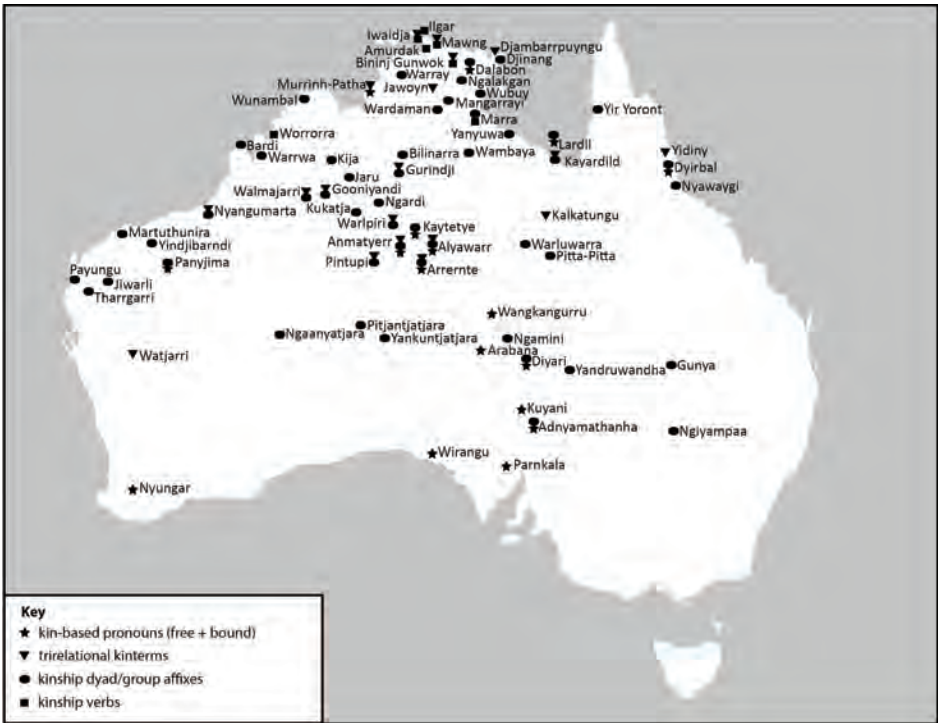 Ilgar
Iwaidja
Mawng
Amurdak
Djambarrpuyngu
Bininj Gunwok
Djinang
Dalabon
Warray
Ngalakgan
Murrinh-Patha
Jawoyn
Wubuy
Wunambal
Mangarrayi
Wardaman
Marra
Yir Yoront
Worrorra
Yanyuwa
Lardil
Bardi
Warrwa
Kija
Bilinarra
Wambaya
Kayardild
Yidiny
Gurindji
Dyirbal
Jaru
Nyawaygi
Walmajarri
Gooniyandi
Ngardi
Nyangumarta
Kukatja
Kalkatungu
Warlpiri
Kaytetye
Martuthunira
Yindjibarndi
Anmatyerr
Alyawarr
Warluwarra
Panyjima
Pintupi
Pitta-Pitta
Arrernte
Payungu
Jiwarli
Tharrgarri
Wangkangurru
Pitjantjatjara
Ngaanyatjara
Yankuntjatjara
Ngamini
Arabana
Watjarri
Diyari
Yandruwandha
Gunya
Kuyani
Adnyamathanha
Ngiyampaa
Wirangu
Parnkala
Nyungar
Key
kin-based pronouns (free + bound)
trirelational kinterms
kinship dyad/group affixes
kinship verbs